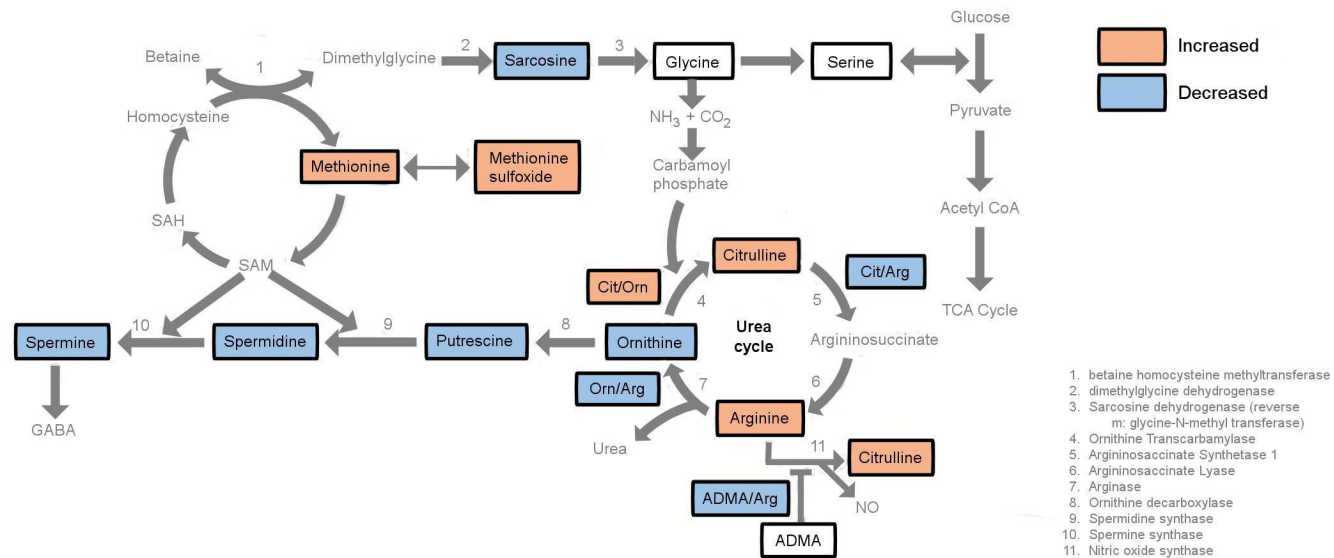 Glucose
Increased
Decreased
Betaine
1
Dimethylglycine
2
Sarcosine
3
Glycine
Serine
Homocysteine
NH3 + CO2
Pyruvate
Methionine
Methionine
sulfoxide
Carbamoyl
phosphate
SAH
Acetyl CoA
SAM
Citrulline
Cit/Orn
4
5
Cit/Arg
TCA Cycle
Spermine
10
Spermidine
9
Putrescine
8
Ornithine
Urea
cycle
Argininosuccinate
Orn/Arg
7
6
Arginine
GABA
Urea
11
Citrulline
ADMA/Arg
NO
ADMA
1. betaine homocysteine methyltransferase
2. dimethylglycine dehydrogenase
3. Sarcosine dehydrogenase (reverse
m: glycine-N-methyl transferase)
4. Ornithine Transcarbamylase
5. Argininosaccinate Synthetase 1
6. Argininosaccinate Lyase
7. Arginase
8. Ornithine decarboxylase
9. Spermidine synthase
10. Spermine synthase
11. Nitric oxide synthase